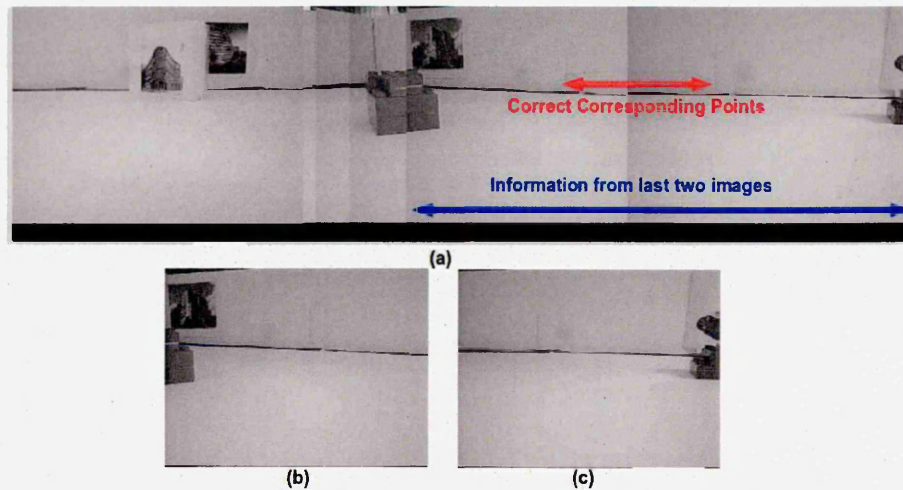 Correct Corresponding Points
Information from last two images
(a)
(b)
(c)